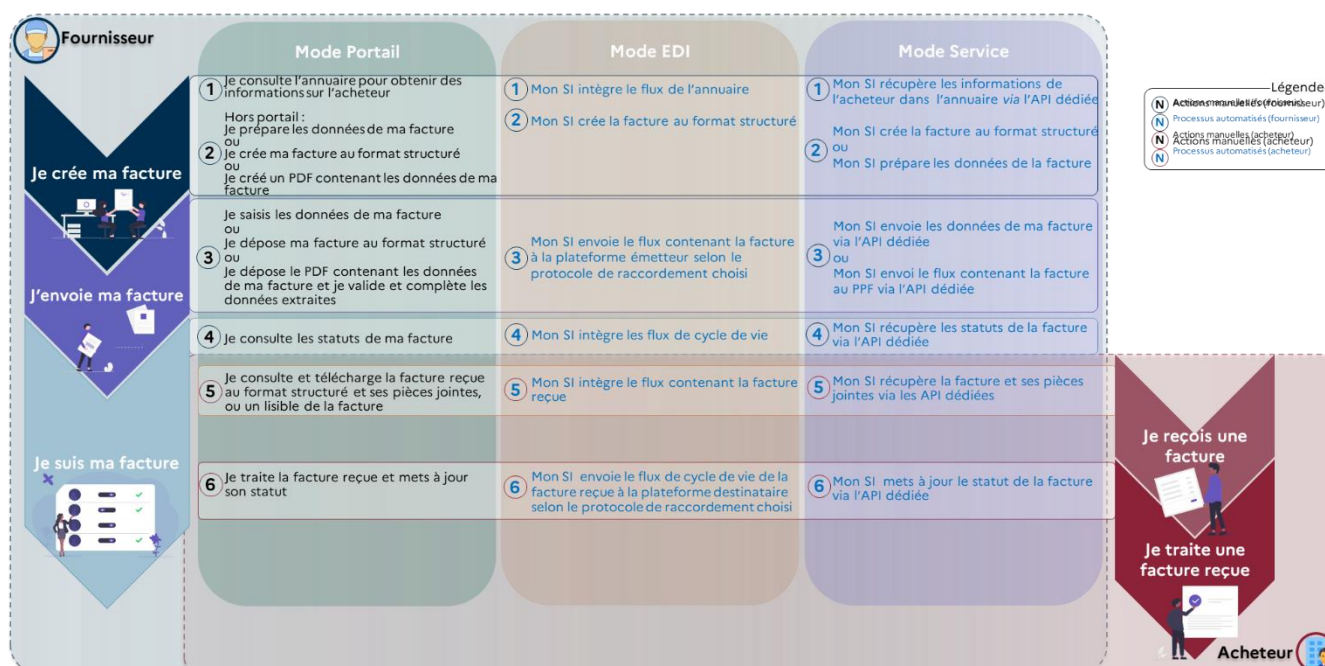 Fournisseur
Mode Portail
Mode EDI
Mode Service
Je crée ma facture
J'envoie ma facture
Je suis ma facture
1
Je consulte l'annuaire pour obtenir des
informations sur l'acheteur
2
Hors portail :
Je prépare les données de ma facture
ou
Je crée ma facture au format structuré
ou
Je créé un PDF contenant les données de ma
facture
1 Mon SI intègre le flux de l'annuaire
2 Mon SI crée la facture au format structuré
1
Mon SI récupère les informations de
l'acheteur dans l'annuaire via l'API dédiée
2
Mon SI crée la facture au format structuré
ou
Mon SI prépare les données de la facture
3
Je saisis les données de ma facture
ou
Je dépose ma facture au format structuré
ou
Je dépose le PDF contenant les données
de ma facture et je valide et complète les
données extraites
3
Mon SI envoie le flux contenant la facture
à la plateforme émetteur selon le
protocole de raccordement choisi
3
Mon SI envoie les données de ma facture
via l'API dédiée
ou
Mon SI envoi le flux contenant la facture
au PPF via l'API dédiée
4 Je consulte les statuts de ma facture
4 Mon SI intègre les flux de cycle de vie
4
Mon SI récupère les statuts de la facture
via l'API dédiée
5
Je consulte et télécharge la facture reçue
au format structuré et ses pièces jointes,
ou un lisible de la facture
5
Mon SI intègre le flux contenant la facture
reçue
5
Mon SI récupère la facture et ses pièces
jointes via les API dédiées
6
Je traite la facture reçue et mets à jour
son statut
6
Mon SI envoie le flux de cycle de vie de la
facture reçue à la plateforme destinataire
selon le protocole de raccordement choisi
6
Mon SI mets à jour le statut de la facture
via l'API dédiée
Légende
N Actions manuelles (fournisseur)
N Processus automatisés (fournisseur)
N Actions manuelles (acheteur)
Actions manuelles (acheteur)
N Processus automatisés (acheteur)
Je reçois une
facture
Je traite une
facture reçue
Acheteur